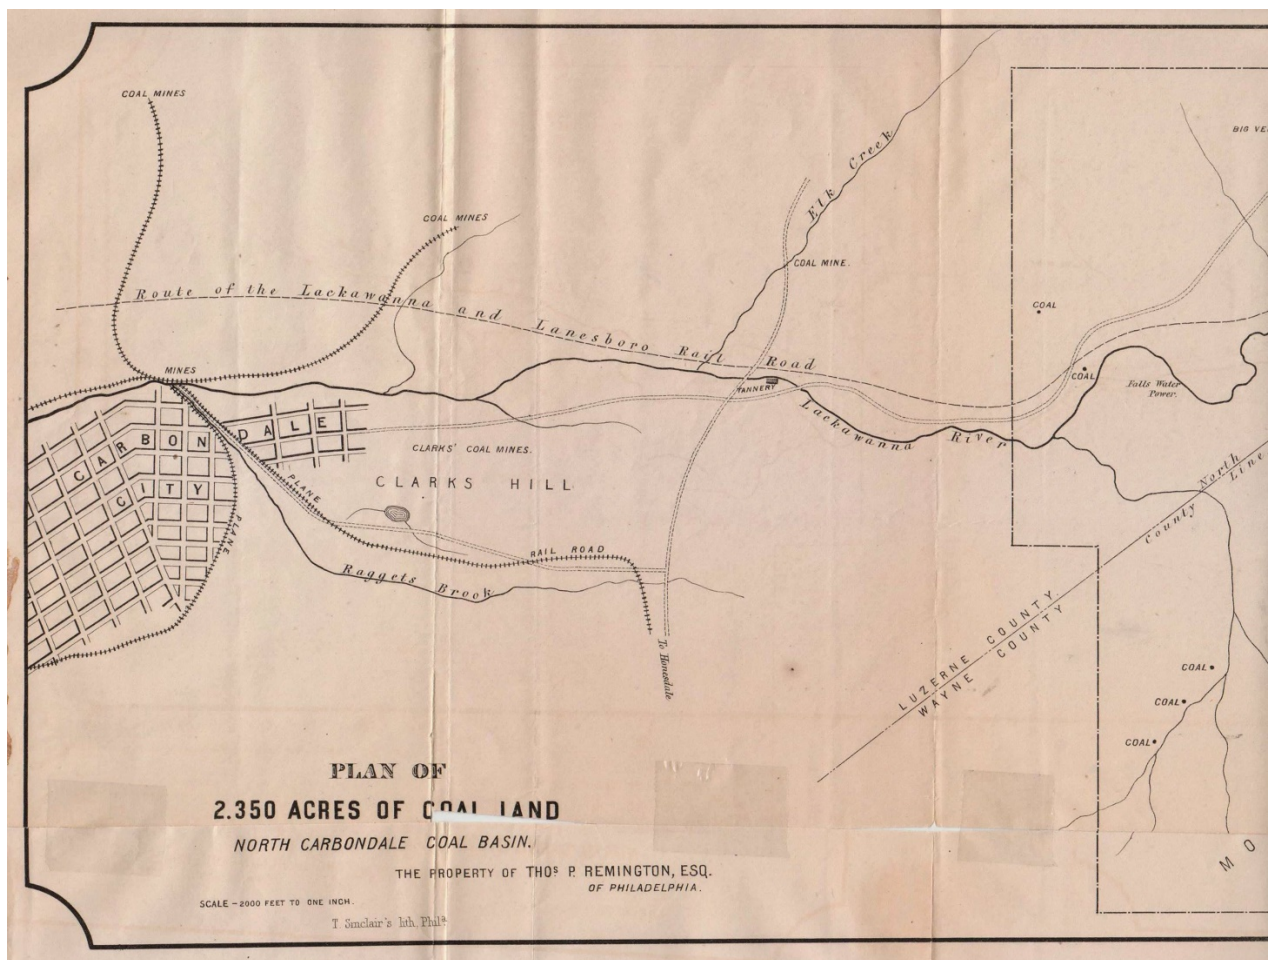 COAL MINES
COAL MINES
Elk Creek
BIG VE
COAL MINE.
Route of the Lackawanna and Lanesboro Rail Road
COAL
MINES
TANNERY
COAL
Falls Water
Power.
Lackawanna River
CARBON DALE
CITY
CLARKS' COAL MINES.
CLARKS HILL
PLANE
PLANE
RAIL ROAD
Raggets Brook
To Honesdale
County North
Line
LUZERNE COUNTY
WAYNE COUNTY
COAL
COAL
COAL
MO
PLAN OF
2.350 ACRES OF COAL LAND
NORTH CARBONDALE COAL BASIN.
THE PROPERTY OF THOS P. REMINGTON, ESQ.
OF PHILADELPHIA.
SCALE - 2000 FEET TO ONE INCH.
T Sinclair's lith, Phila